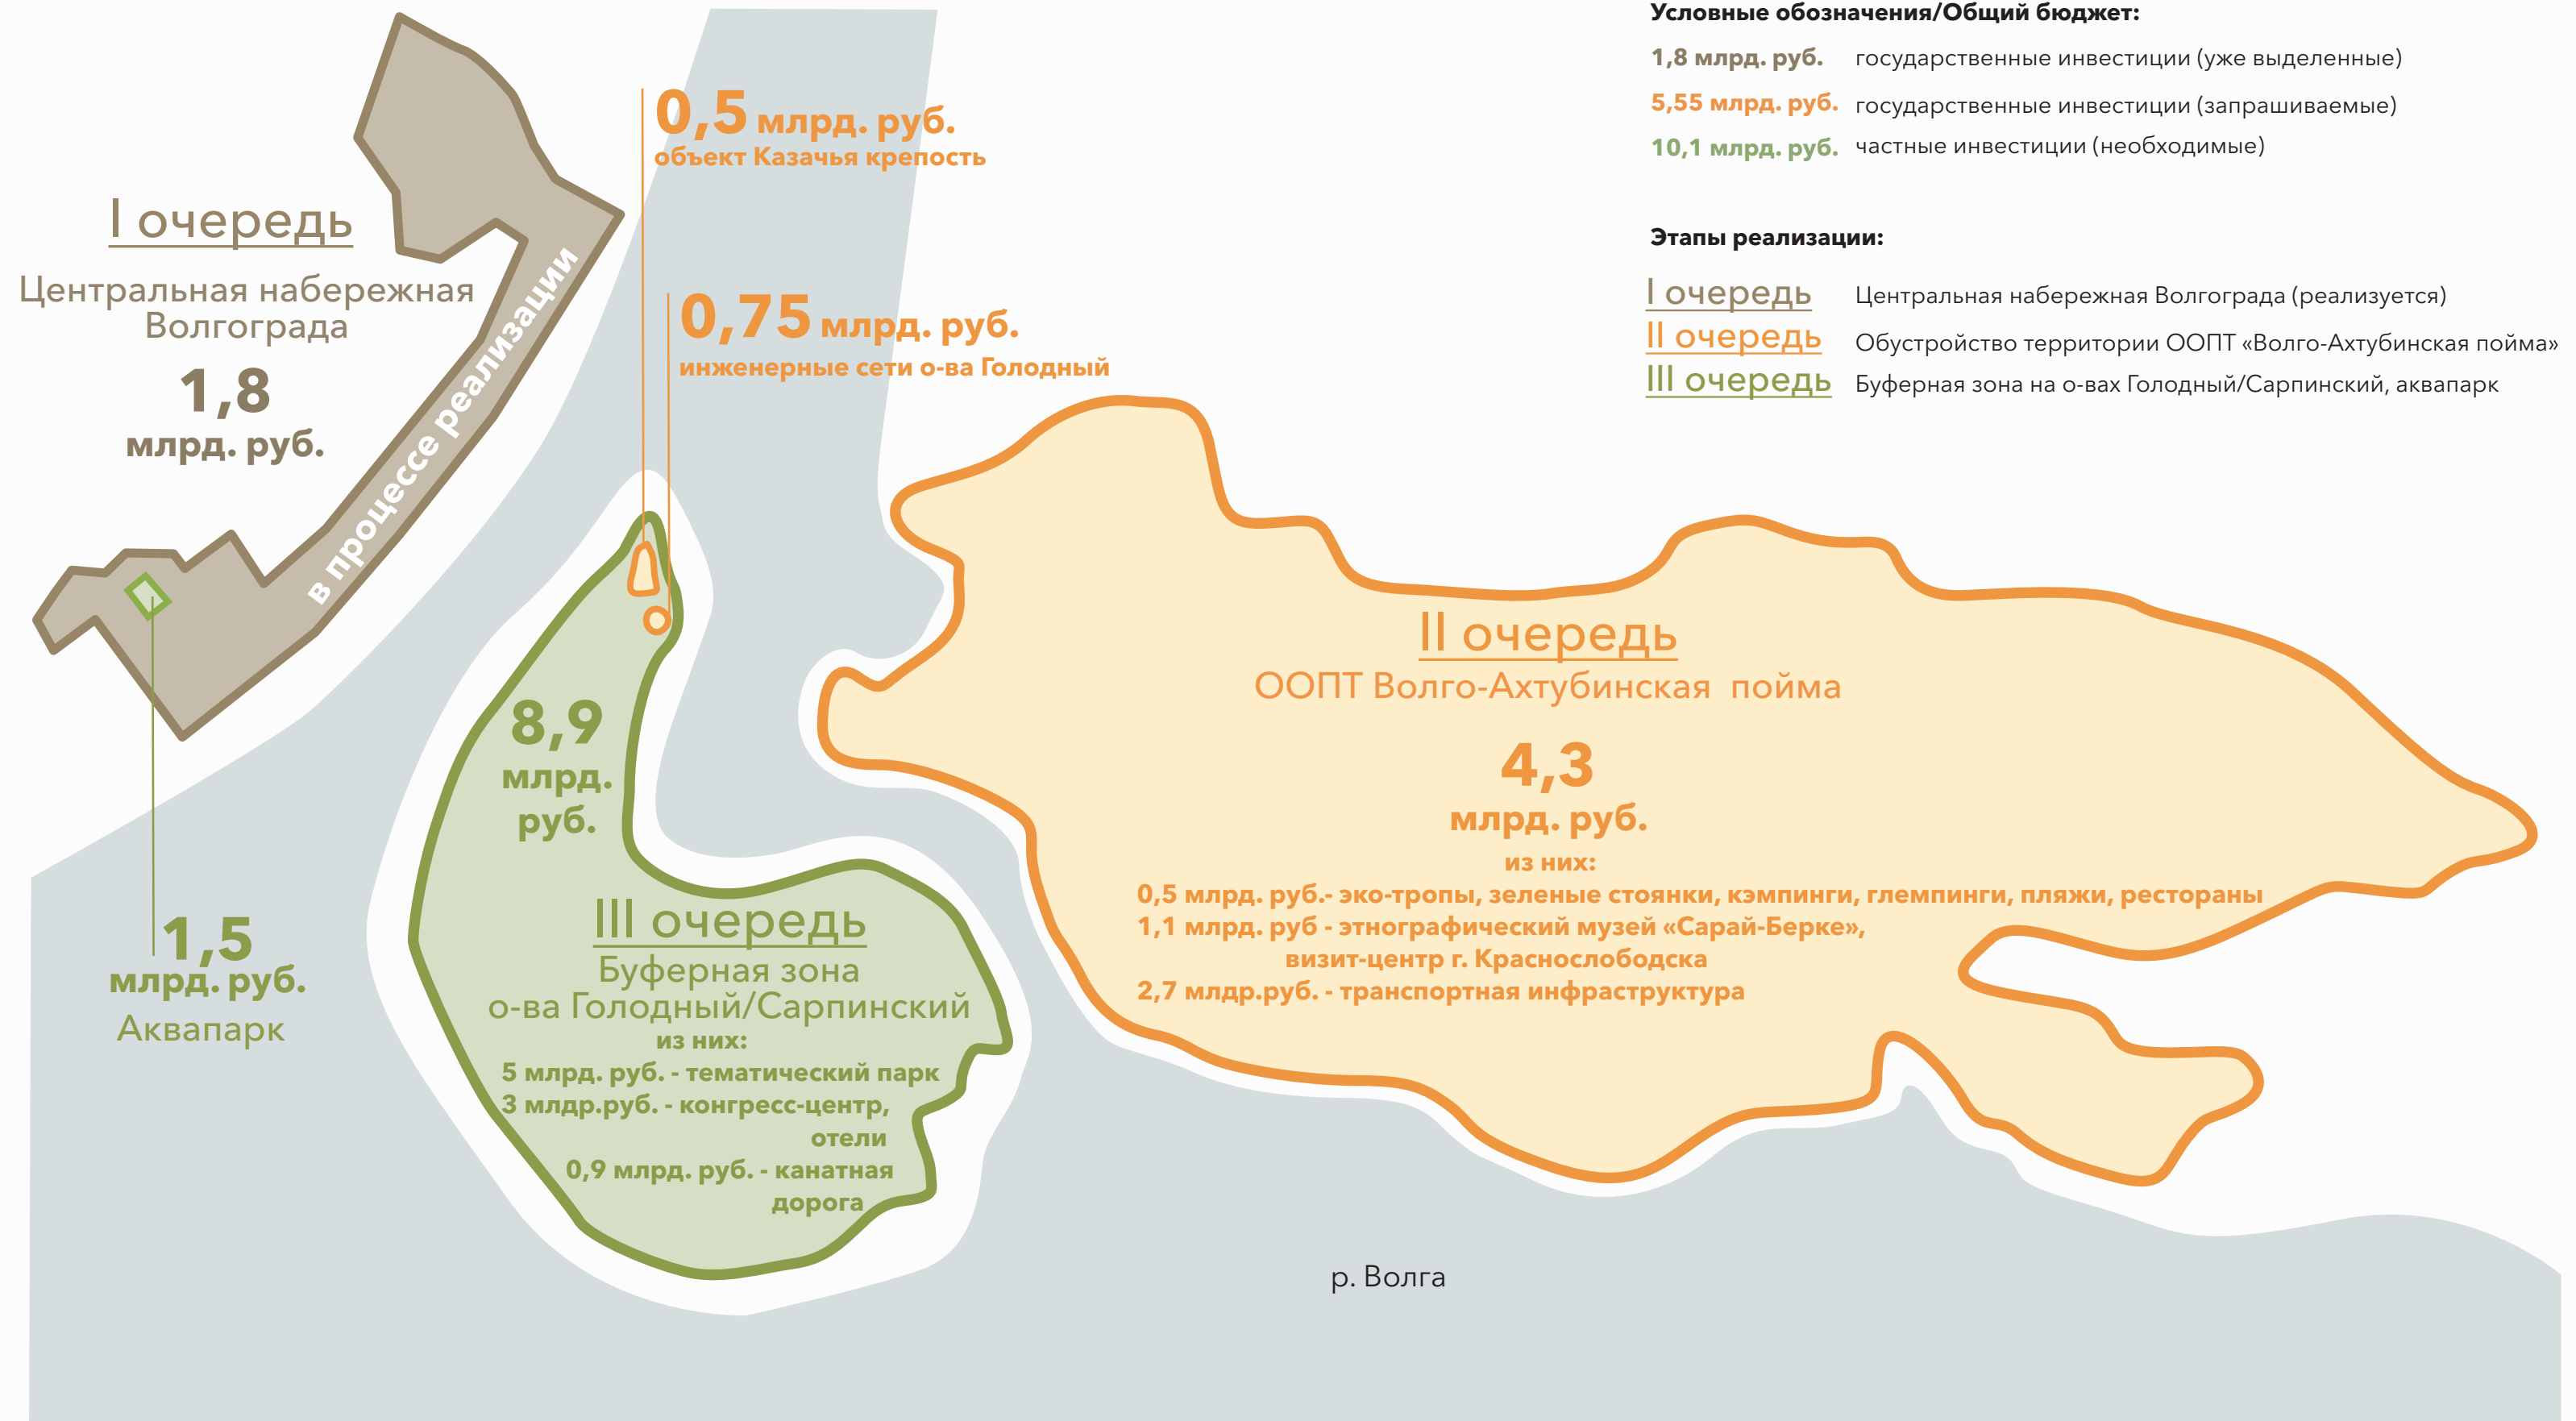 Условные обозначения/Общий бюджет:
1,8 млрд. руб. государственные инвестиции (уже выделенные)
5,55 млрд. руб. государственные инвестиции (запрашиваемые)
10,1 млрд. руб. частные инвестиции (необходимые)
Этапы реализации:
I очередь Центральная набережная Волгограда (реализуется)
II очередь Обустройство территории ООПТ «Волго-Ахтубинская пойма»
III очередь Буферная зона на о-вах Голодный/Сарпинский, аквапарк
0,5 млрд. руб.
объект Казачья крепость
0,75 млрд. руб.
инженерные сети о-ва Голодный
I очередь
Центральная набережная
Волгограда
1,8
млрд. руб.
в процессе реализации
1,5
млрд. руб.
Аквапарк
8,9
млрд.
руб.
III очередь
Буферная зона
о-ва Голодный/Сарпинский
из них:
5 млрд. руб. - тематический парк
3 млдр.руб. - конгресс-центр,
отели
0,9 млрд. руб. - канатная
дорога
II очередь
ООПТ Волго-Ахтубинская пойма
4,3
млрд. руб.
из них:
0,5 млрд. руб.- эко-тропы, зеленые стоянки, кэмпинги, глемпинги, пляжи, рестораны
1,1 млрд. руб - этнографический музей «Сарай-Берке»,
визит-центр г. Краснослободска
2,7 млдр.руб. - транспортная инфраструктура
р. Волга